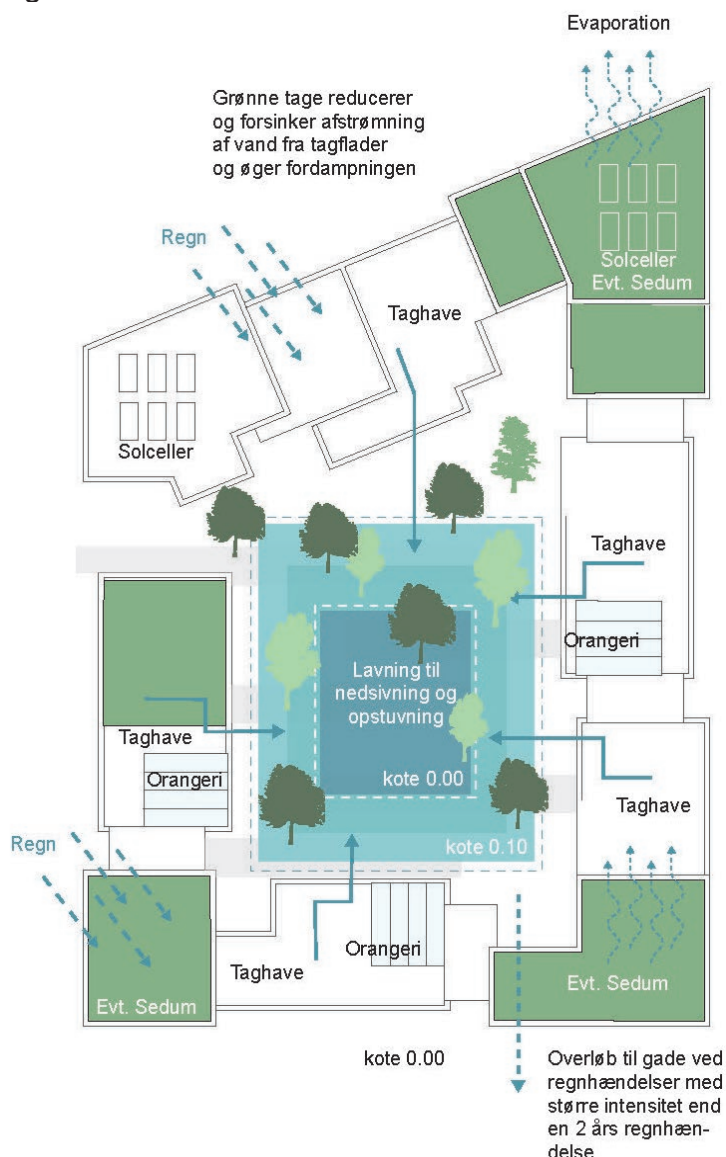 Evaporation
Grønne tage reducerer
og forsinker afstrømning
af vand fra tagflader
og øger fordampningen
Regn
Solceller
Evt. Sedum
Taghave
Solceller
Taghave
Orangeri
Lavning til
nedsivning og
opstuvning
kote 0.00
kote 0.10
Taghave
Orangeri
Taghave
Regn
Evt. Sedum
Taghave
Orangeri
Evt. Sedum
kote 0.00
Overløb til gade ved
regnhændelser med
større intensitet end
en 2 års regnhæn-
delse